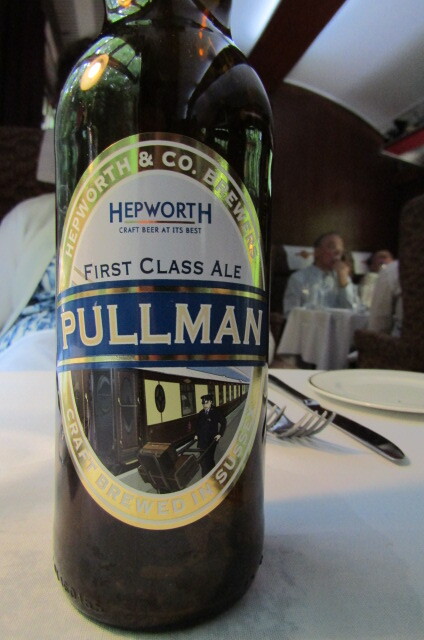 HEPWORTH & CO. BREWERS
HEPWORTH
CRAFT BEER AT ITS BEST
FIRST CLASS ALE
PULLMAN
CRAFT BREWED IN SUSSEX